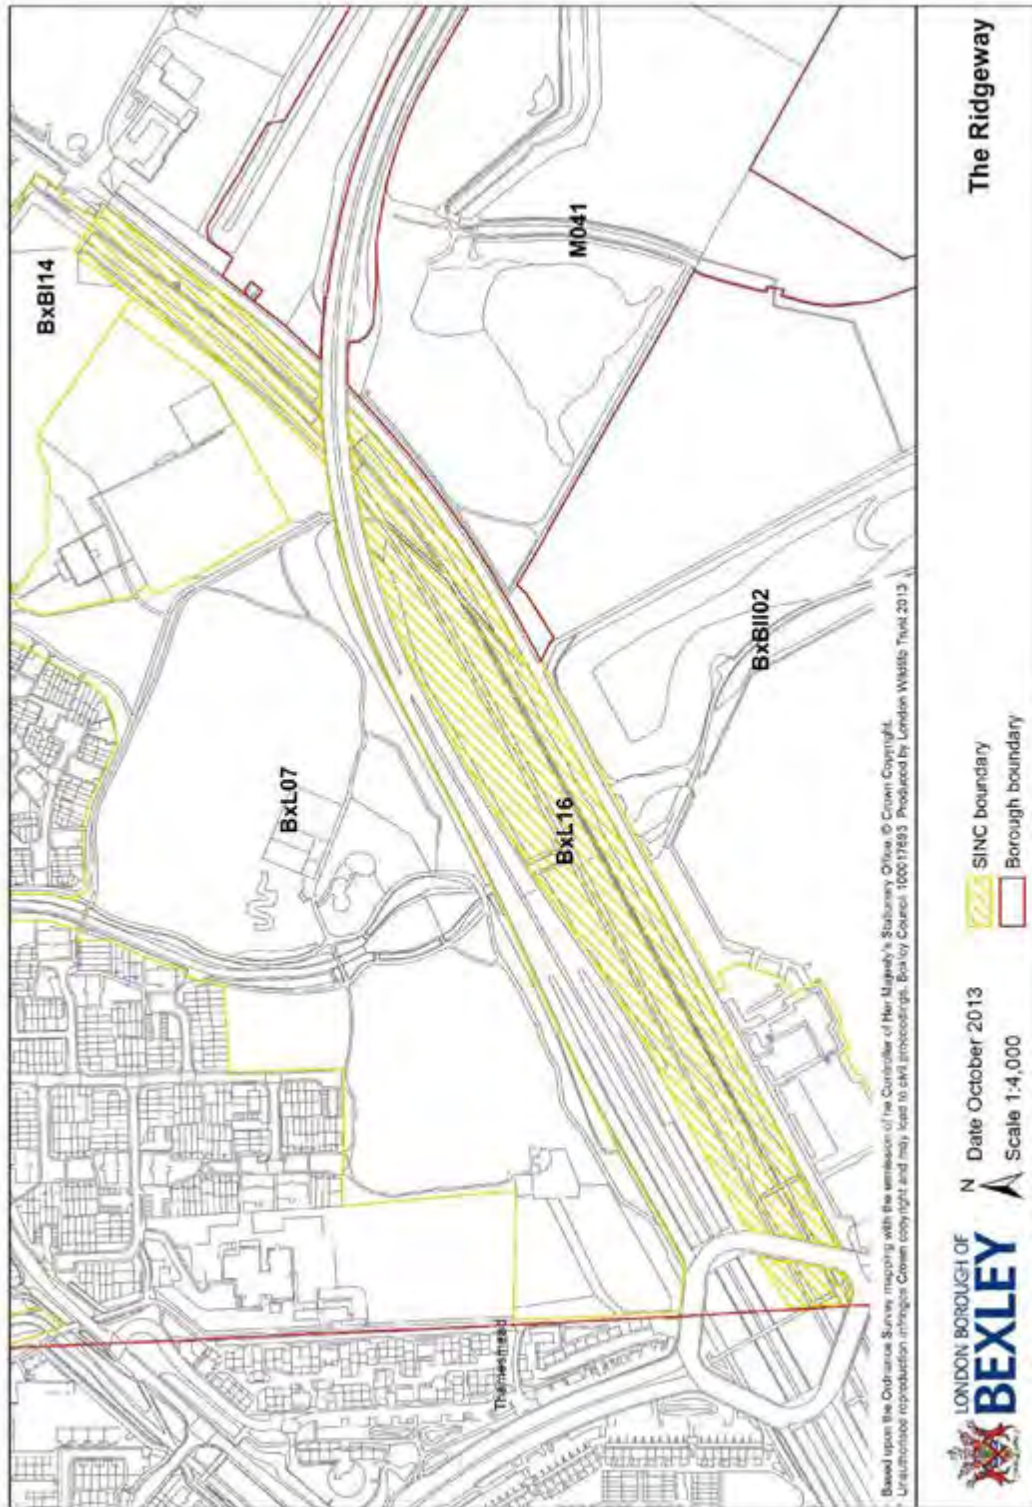 BxBI14
M041
BxL07
BxBII02
BxL16
Thamesmead
Based upon the Ordnance Survey mapping with the permission of the Controller of Her Majesty's Stationery Office. © Crown Copyright.
Unauthorised reproduction infringes Crown copyright and may lead to civil proceedings. Bexley Council 100017693 Produced by London Wildlife Trust 2013
LONDON BOROUGH OF
BEXLEY
N
Date October 2013
Scale 1:4,000
SINC boundary
Borough boundary
The Ridgeway